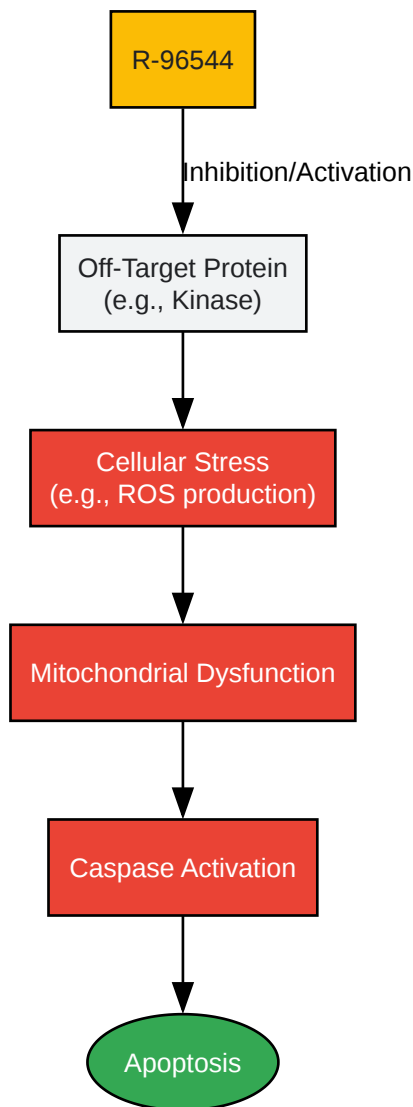 R-96544
Inhibition/Activation
Off-Target Protein
(e.g., Kinase)
Cellular Stress
(e.g., ROS production)
Mitochondrial Dysfunction
Caspase Activation
Apoptosis